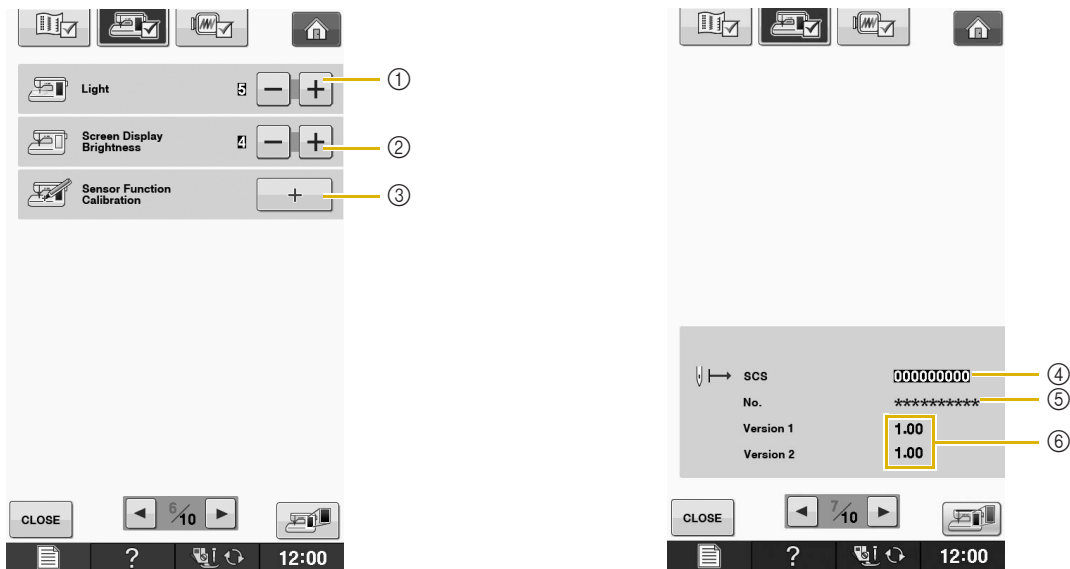 Light 5 − + ①
Screen Display
Brightness 4 − + ②
Sensor Function
Calibration + ③
CLOSE 6/10
? 12:00
SCS 000000000 ④
No. ********** ⑤
Version 1 1.00
Version 2 1.00 ⑥
CLOSE 7/10
? 12:00